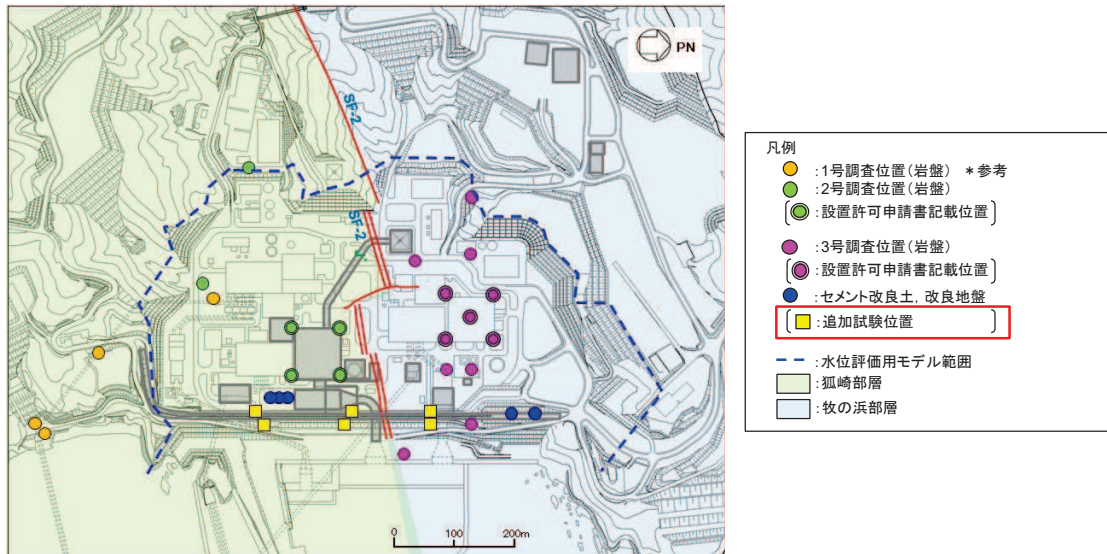 PN
SF-2
SF-2
0 100 200m
凡例
:1号調査位置(岩盤) *参考
:2号調査位置(岩盤)
:設置許可申請書記載位置
:3号調査位置(岩盤)
:設置許可申請書記載位置
:セメント改良土，改良地盤
:追加試験位置
:水位評価用モデル範囲
:狐崎部層
:牧の浜部層